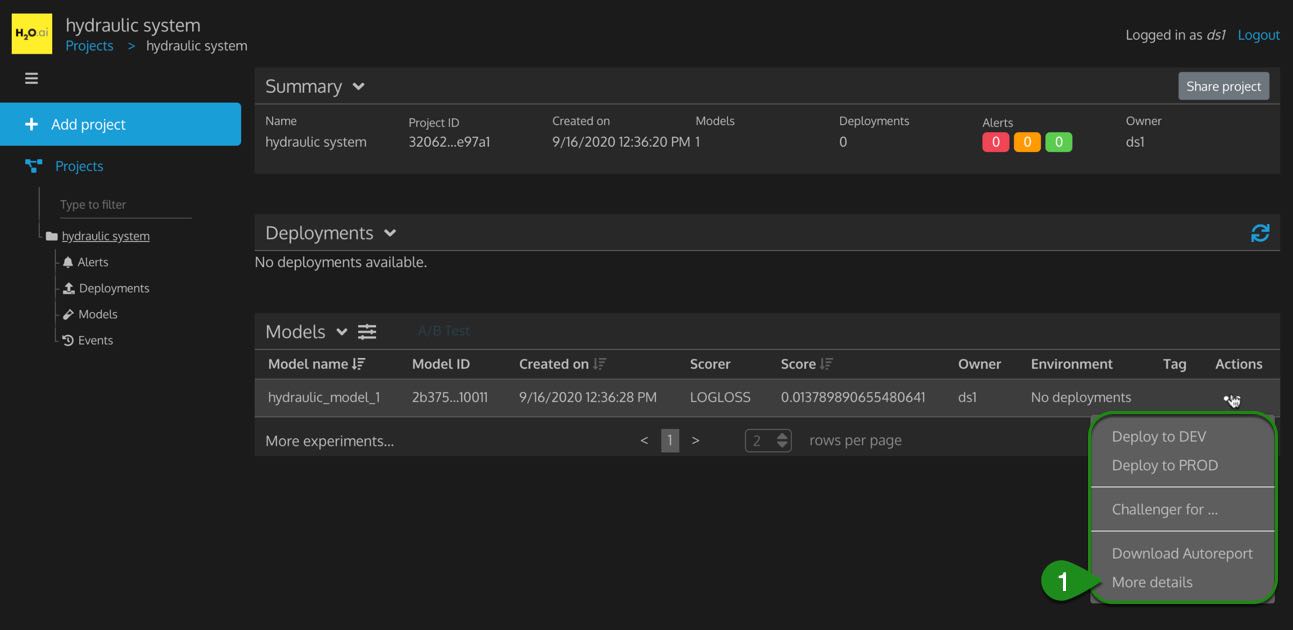 H2O.ai
hydraulic system
Projects > hydraulic system
Logged in as ds1 Logout
Add project
Projects
Type to filter
hydraulic system
Alerts
Deployments
Models
Events
Summary
Share project
Name Project ID Created on Models Deployments Alerts Owner
hydraulic system 32062...e97a1 9/16/2020 12:36:20 PM 1 0 0 0 0 ds1
Deployments
No deployments available.
Models A/B Test
Model name Model ID Created on Scorer Score Owner Environment Tag Actions
hydraulic_model_1 2b375...10011 9/16/2020 12:36:28 PM LOGLOSS 0.013789890655480641 ds1 No deployments
More experiments... < 1 > 2 rows per page
Deploy to DEV
Deploy to PROD
Challenger for ...
Download Autoreport
1 More details